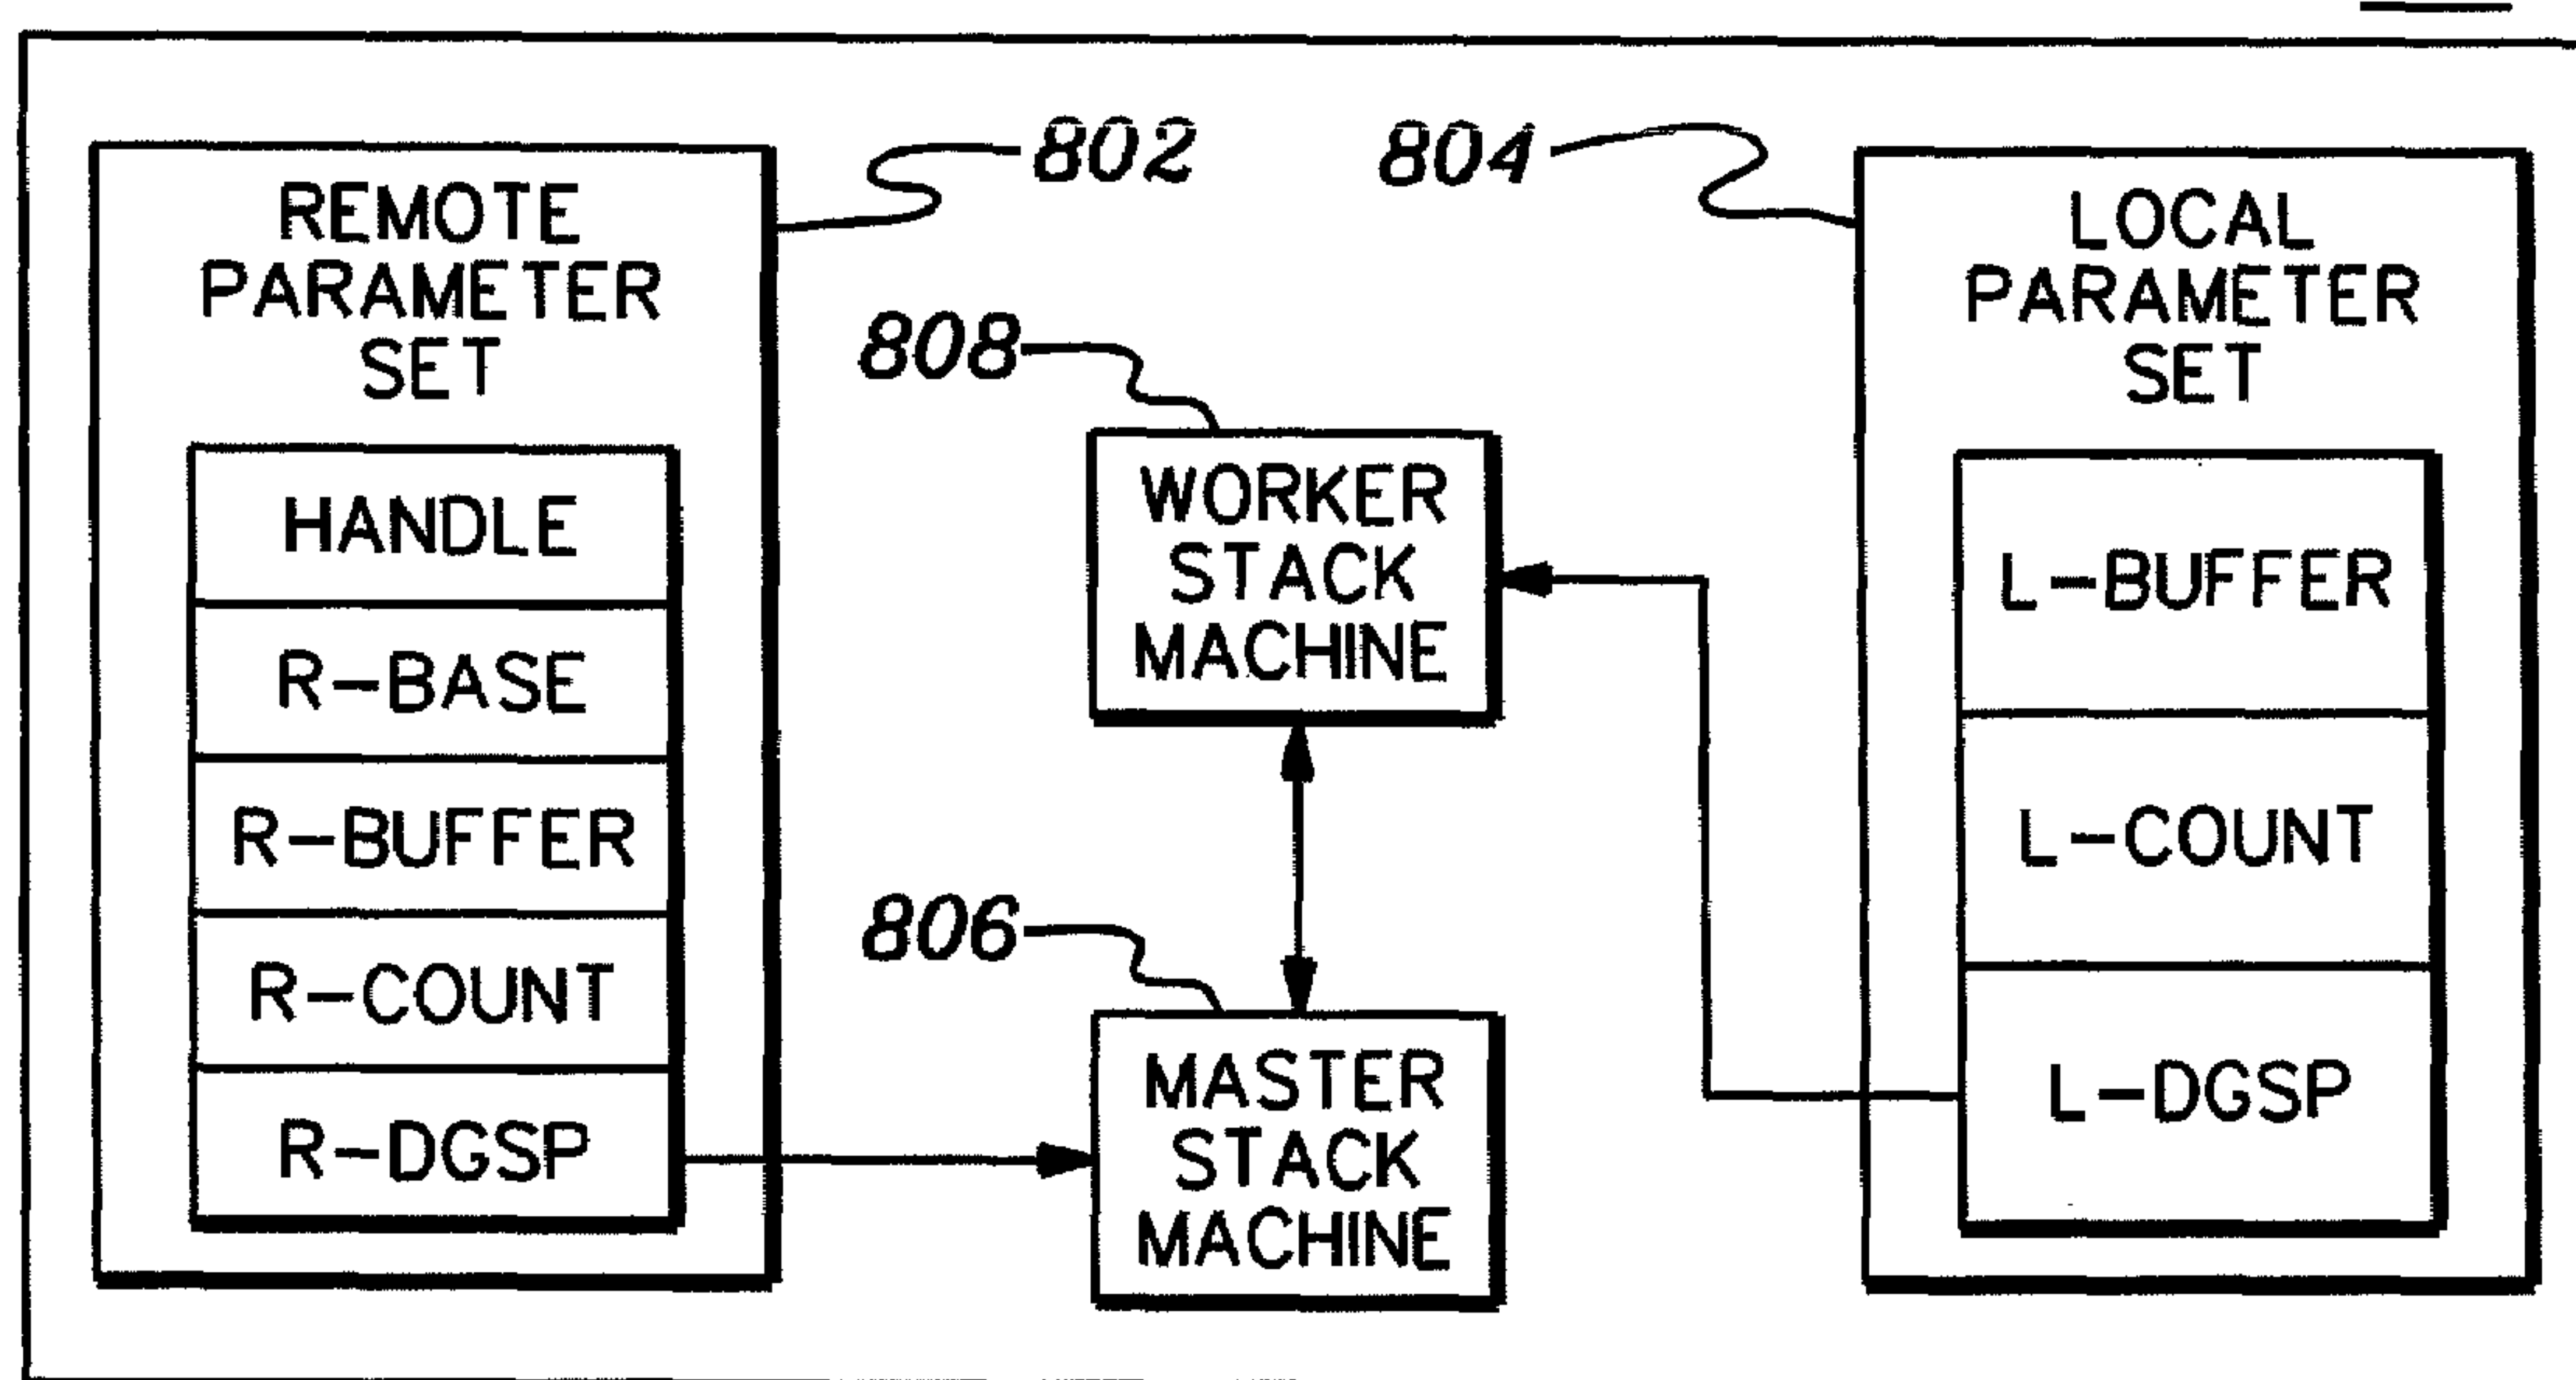 802
804
REMOTE
PARAMETER
SET
HANDLE
R-BASE
R-BUFFER
R-COUNT
R-DGSP
808
WORKER
STACK
MACHINE
806
MASTER
STACK
MACHINE
LOCAL
PARAMETER
SET
L-BUFFER
L-COUNT
L-DGSP